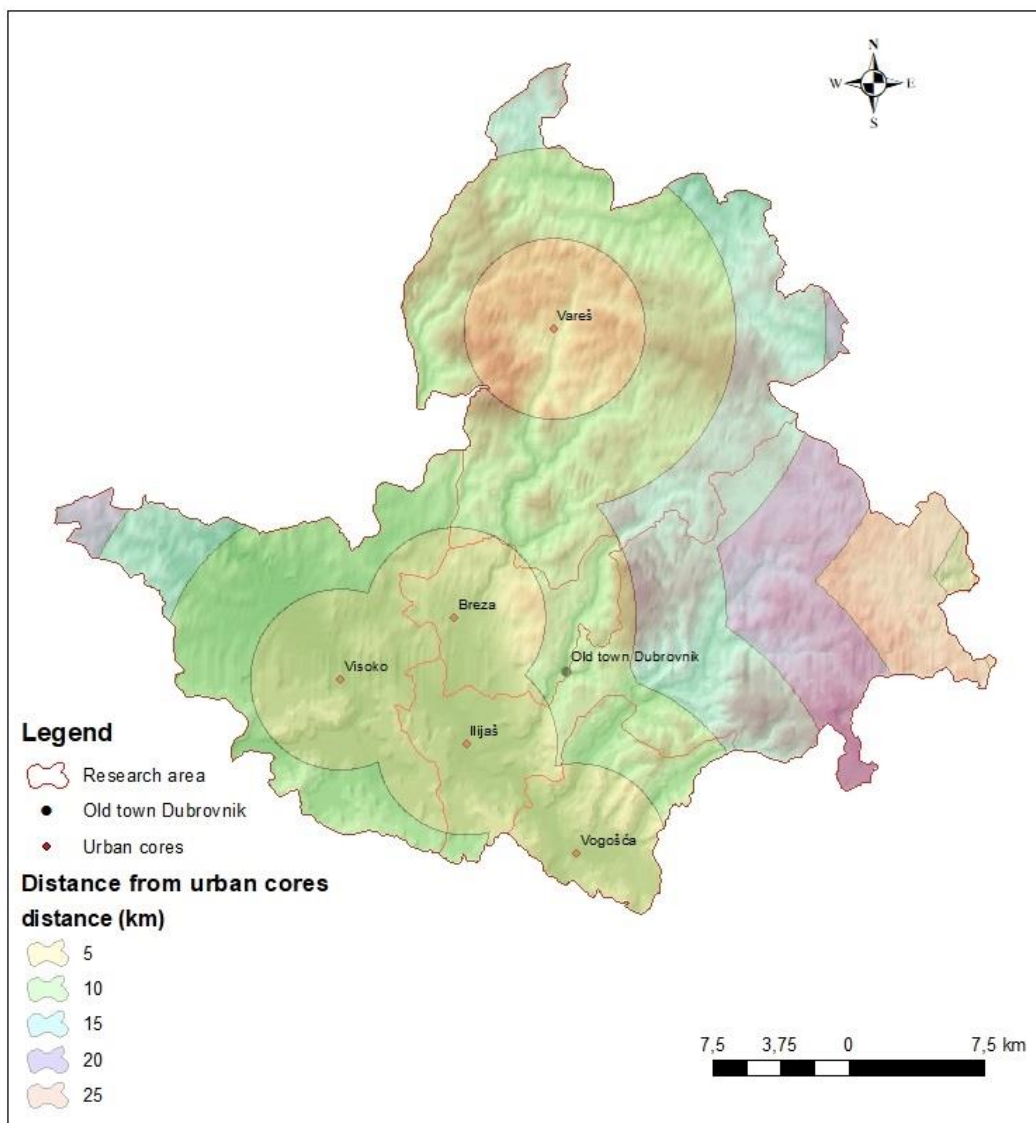 N
W E
S
Vareš
Breza
Old town Dubrovnik
Visoko
Ilijaš
Vogošća
Legend
Research area
Old town Dubrovnik
Urban cores
Distance from urban cores
distance (km)
5
10
15
20
25
7,5 3,75 0 7,5 km